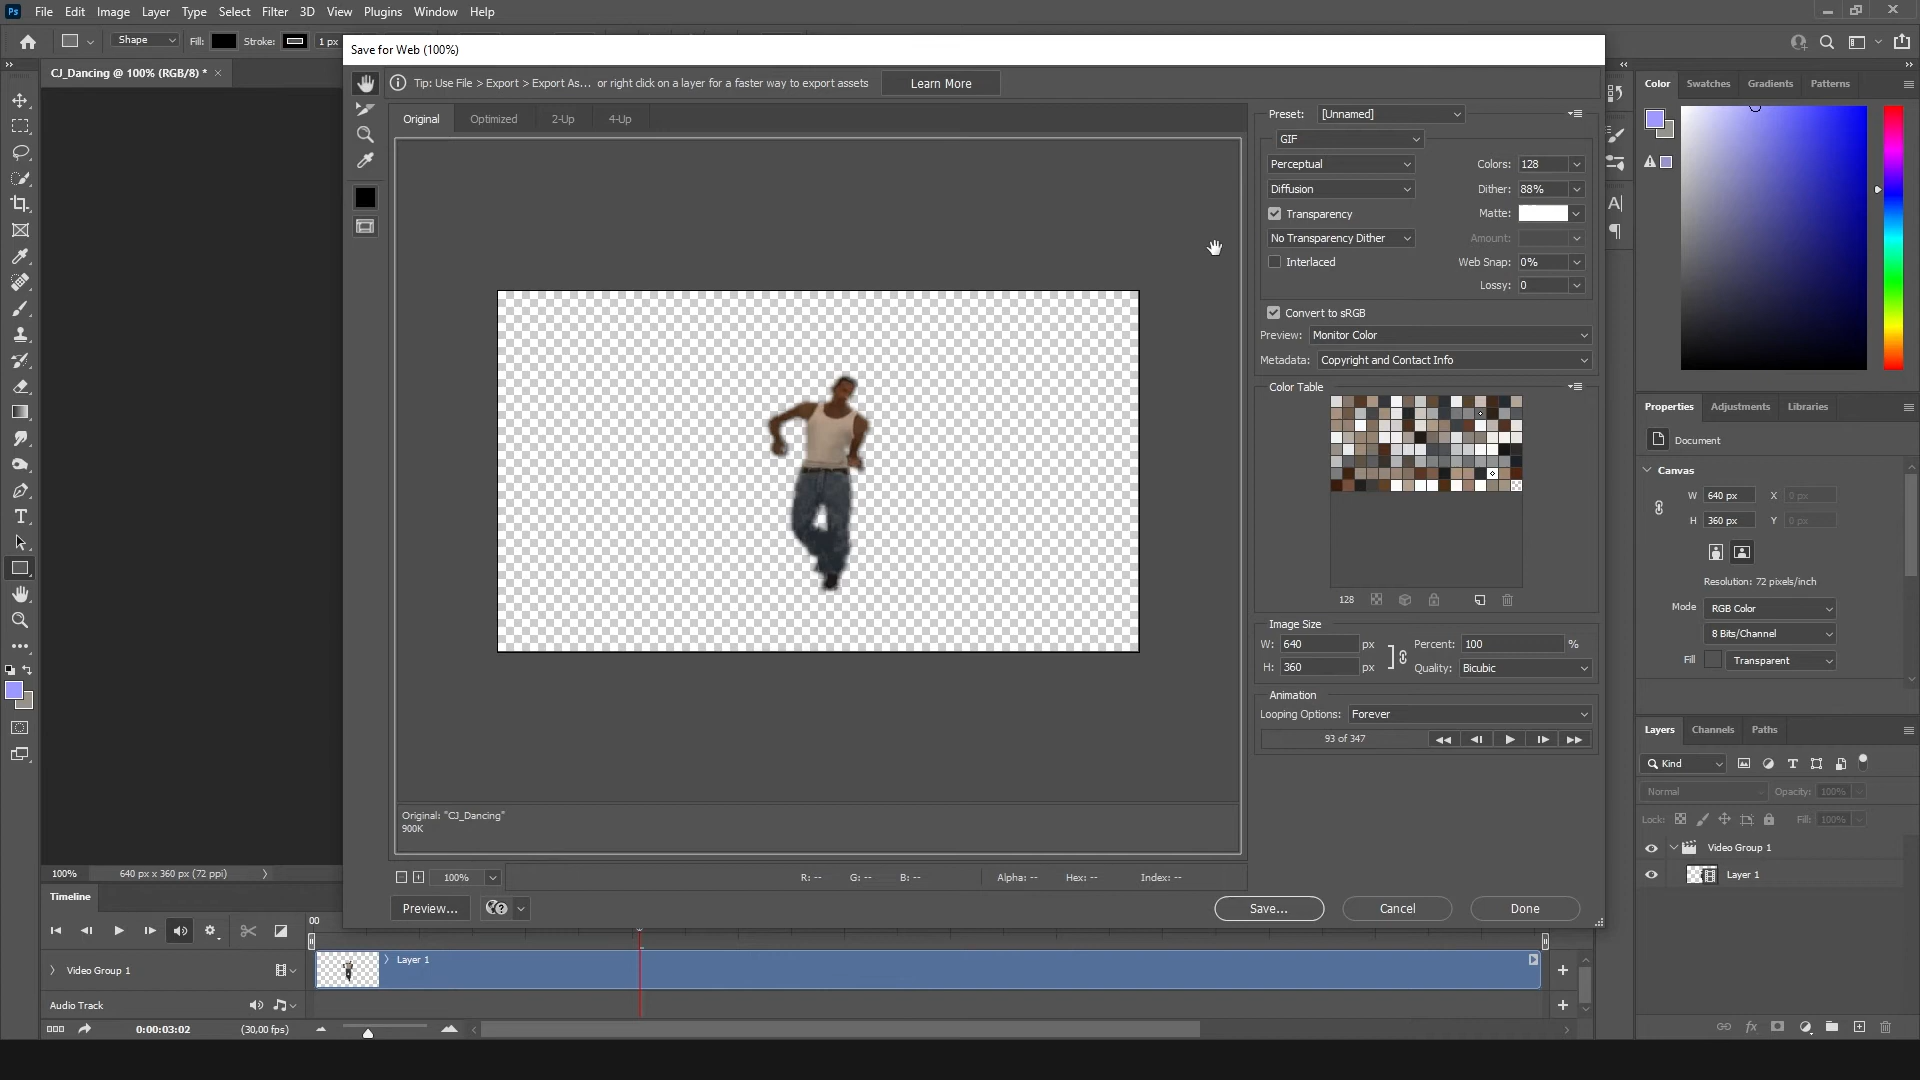 Ps File Edit Image Layer Type Select Filter 3D View Plugins Window Help
Shape Fill: Stroke: 1 px
Save for Web (100%)
CJ_Dancing @ 100% (RGB/8) *
Tip: Use File > Export > Export As... or right click on a layer for a faster way to export assets
Learn More
Original Optimized 2-Up 4-Up
Preset: [Unnamed]
GIF
Perceptual Colors: 128
Diffusion Dither: 88%
Transparency Matte:
No Transparency Dither Amount:
Interlaced Web Snap: 0%
Lossy: 0
Convert to sRGB
Preview: Monitor Color
Metadata: Copyright and Contact Info
Color Table
128
Image Size
W: 640 px Percent: 100 %
H: 360 px Quality: Bicubic
Animation
Looping Options: Forever
93 of 347
Original: "CJ_Dancing"
900K
100% R: -- G: -- B: -- Alpha: -- Hex: -- Index: --
Preview... Save... Cancel Done
Color Swatches Gradients Patterns
Properties Adjustments Libraries
Document
Canvas
W 640 px X 0 px
H 360 px Y 0 px
Resolution: 72 pixels/inch
Mode RGB Color
8 Bits/Channel
Fill Transparent
Layers Channels Paths
Kind
Normal Opacity: 100%
Lock: Fill: 100%
Video Group 1
Layer 1
100% 640 px x 360 px (72 ppi)
Timeline
00
Video Group 1 Layer 1
Audio Track
0:00:03:02 (30,00 fps)